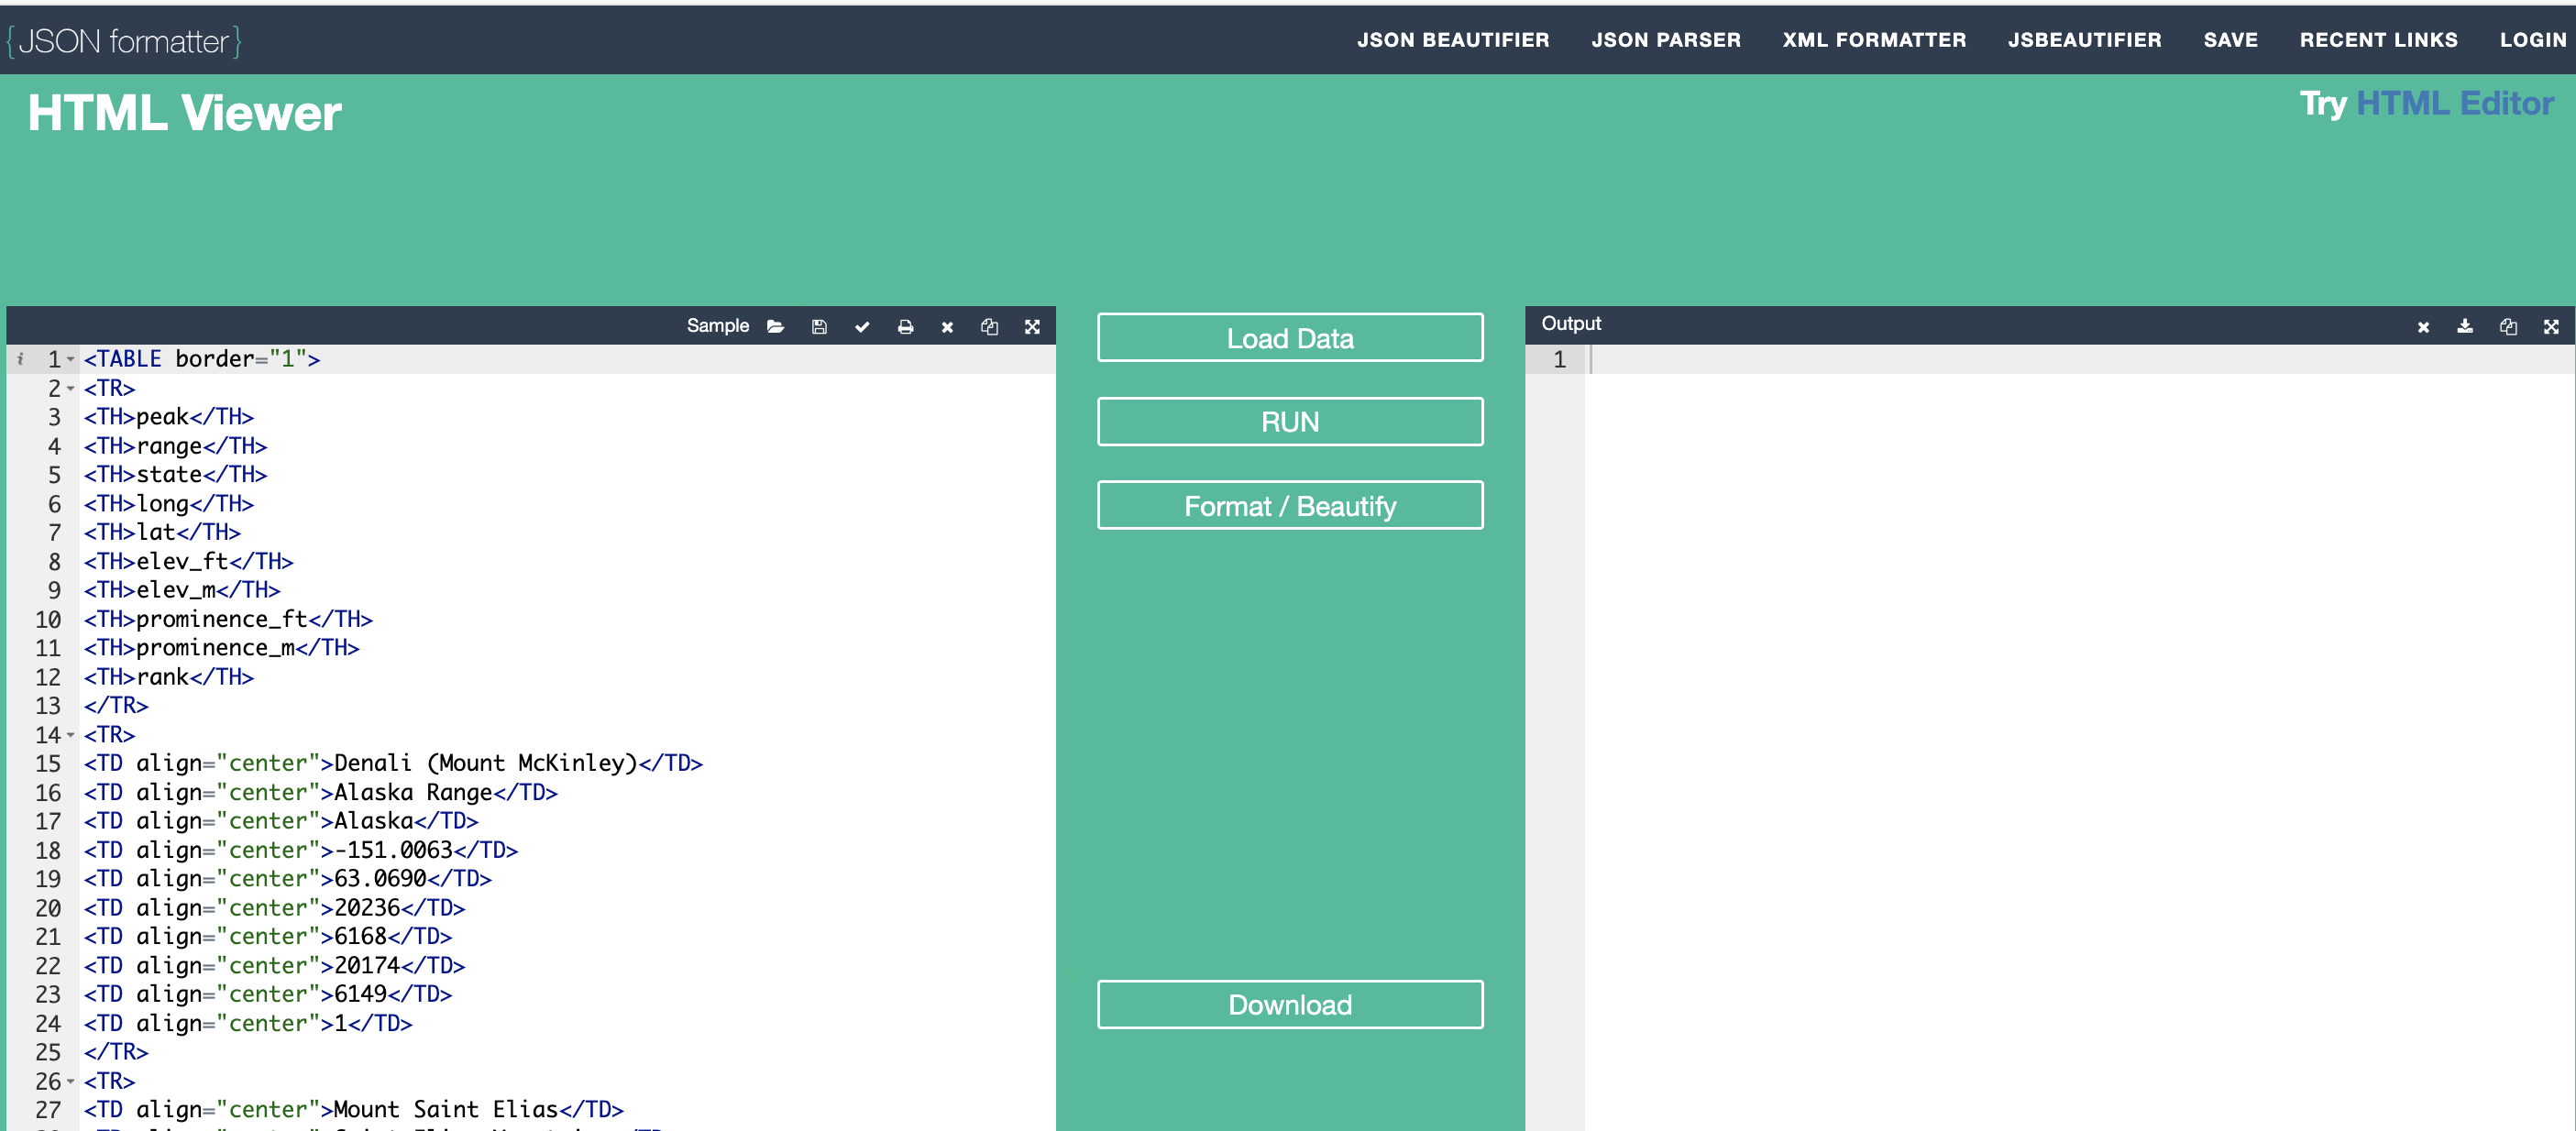 {JSON formatter}
JSON BEAUTIFIER JSON PARSER XML FORMATTER JSBEAUTIFIER SAVE RECENT LINKS LOGIN
HTML Viewer
Try HTML Editor
Sample
1 <TABLE border="1">
2 <TR>
3 <TH>peak</TH>
4 <TH>range</TH>
5 <TH>state</TH>
6 <TH>long</TH>
7 <TH>lat</TH>
8 <TH>elev_ft</TH>
9 <TH>elev_m</TH>
10 <TH>prominence_ft</TH>
11 <TH>prominence_m</TH>
12 <TH>rank</TH>
13 </TR>
14 <TR>
15 <TD align="center">Denali (Mount McKinley)</TD>
16 <TD align="center">Alaska Range</TD>
17 <TD align="center">Alaska</TD>
18 <TD align="center">-151.0063</TD>
19 <TD align="center">63.0690</TD>
20 <TD align="center">20236</TD>
21 <TD align="center">6168</TD>
22 <TD align="center">20174</TD>
23 <TD align="center">6149</TD>
24 <TD align="center">1</TD>
25 </TR>
26 <TR>
27 <TD align="center">Mount Saint Elias</TD>
Load Data
RUN
Format / Beautify
Download
Output
1